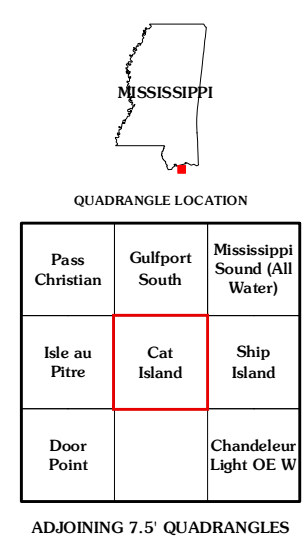 MISSISSIPPI
QUADRANGLE LOCATION
Pass
Christian
Gulfport
South
Mississippi
Sound (All
Water)
Isle au
Pitre
Cat
Island
Ship
Island
Door
Point
Chandeleur
Light OE W
ADJOINING 7.5' QUADRANGLES